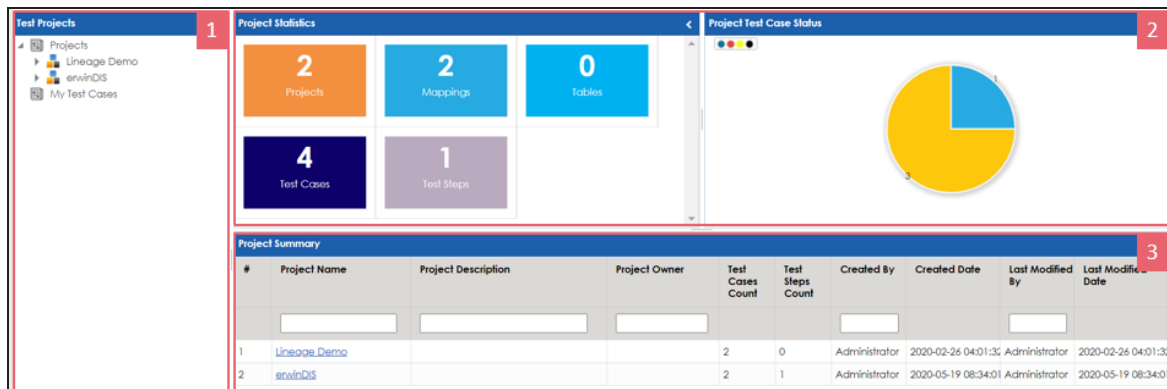 Test Projects
1
Projects
Lineage Demo
erwinDIS
My Test Cases
Project Statistics
2
Projects
2
Mappings
0
Tables
4
Test Cases
1
Test Steps
Project Test Case Status
2
1
3
Project Summary
3
# Project Name Project Description Project Owner Test Cases Count Test Steps Count Created By Created Date Last Modified By Last Modified Date
1 Lineage Demo 2 0 Administrator 2020-02-26 04:01:32 Administrator 2020-02-26 04:01:32
2 erwinDIS 2 1 Administrator 2020-05-19 08:34:01 Administrator 2020-05-19 08:34:01